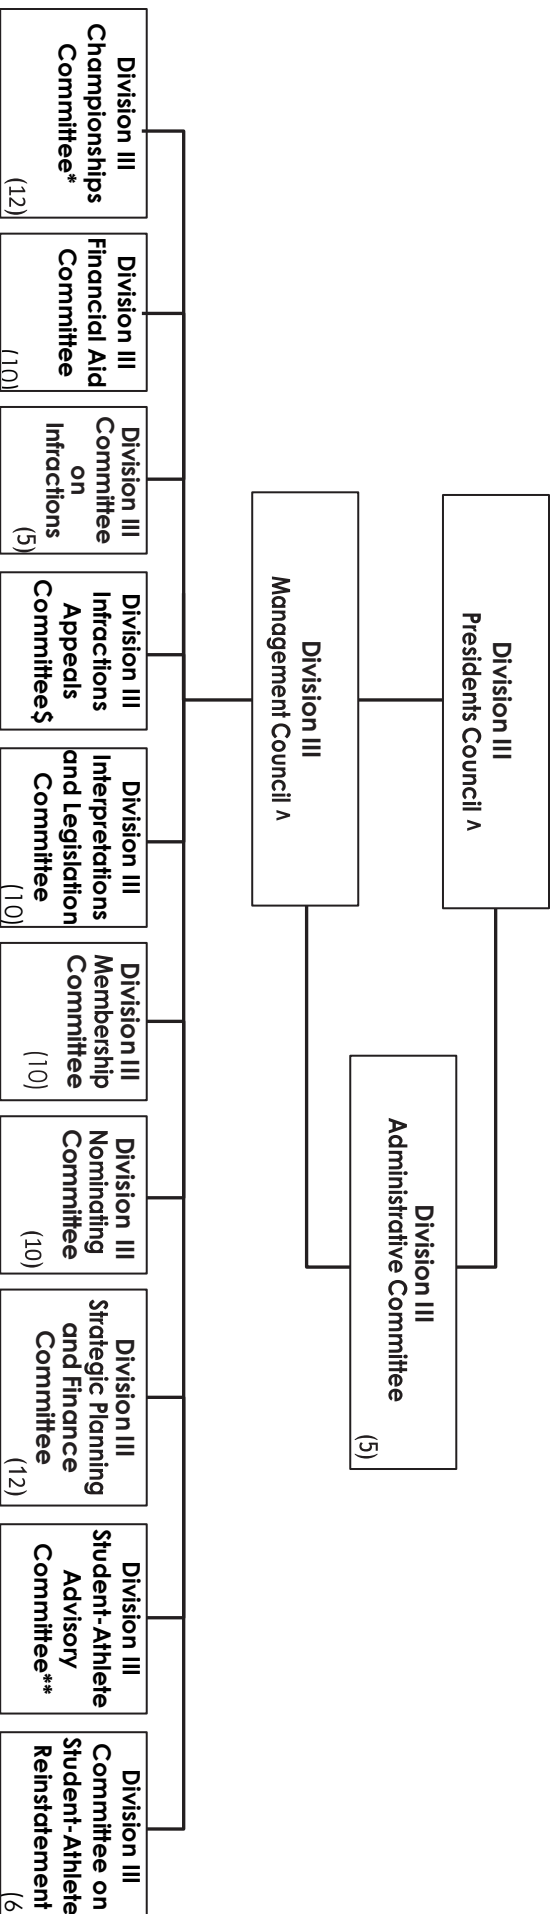 Division III
Presidents Council ^
Division III
Management Council ^
Division III
Administrative Committee
(5)
Division III
Championships
Committee*
(12)
Division III
Financial Aid
Committee
(10)
Division III
Committee
on
Infractions
(5)
Division III
Infractions
Appeals
Committee$
Division III
Interpretations
and Legislation
Committee
(10)
Division III
Membership
Committee
(10)
Division III
Nominating
Committee
(10)
Division III
Strategic Planning
and Finance
Committee
(12)
Division III
Student-Athlete
Advisory
Committee**
Division III
Committee on
Student-Athlete
Reinstatement
(6